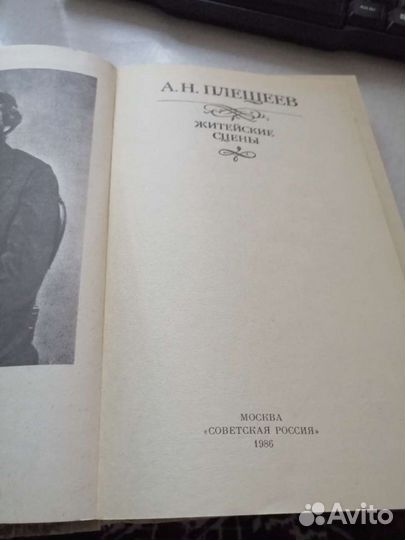 А.Н. ПЛЕЩЕЕВ
ЖИТЕЙСКИЕ
СЦЕНЫ
МОСКВА
«СОВЕТСКАЯ РОССИЯ»
1986
Avito